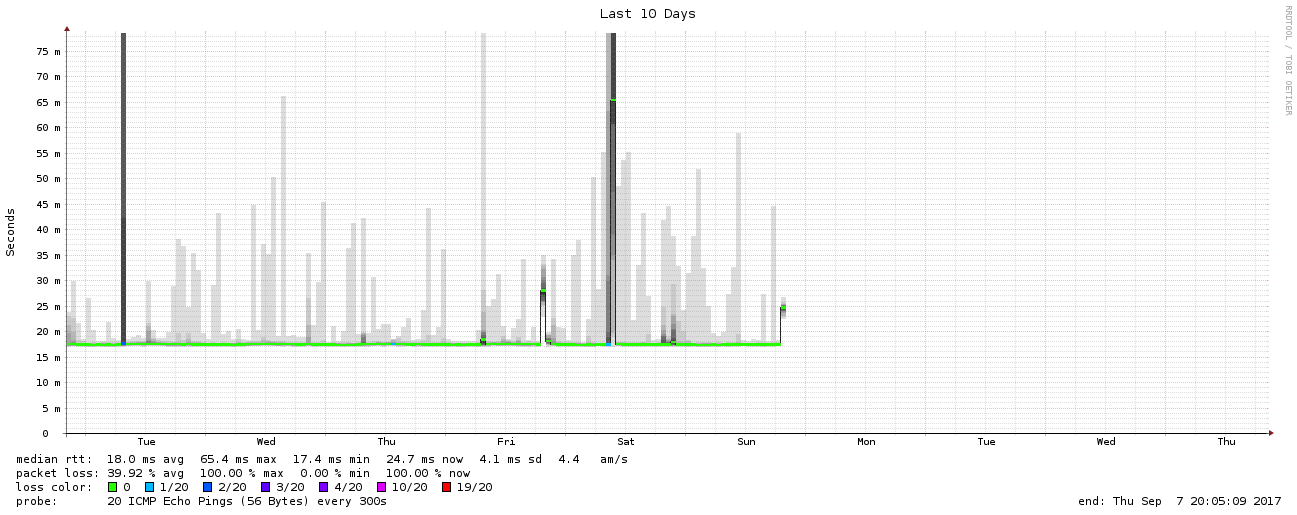 Last 10 Days
RRDTOOL / TOBI OETIKER
Seconds
75 m
70 m
65 m
60 m
55 m
50 m
45 m
40 m
35 m
30 m
25 m
20 m
15 m
10 m
5 m
0
Tue Wed Thu Fri Sat Sun Mon Tue Wed Thu
median rtt: 18.0 ms avg 65.4 ms max 17.4 ms min 24.7 ms now 4.1 ms sd 4.4 am/s
packet loss: 39.92 % avg 100.00 % max 0.00 % min 100.00 % now
loss color: 0 1/20 2/20 3/20 4/20 10/20 19/20
probe: 20 ICMP Echo Pings (56 Bytes) every 300s end: Thu Sep 7 20:05:09 2017